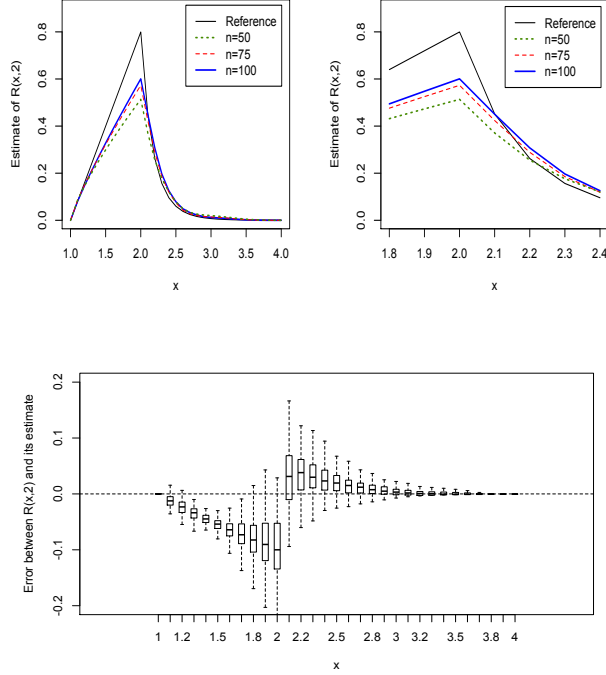 Estimate of R(x,2)
0.0 0.2 0.4 0.6 0.8
Reference
n=50
n=75
n=100
1.0 1.5 2.0 2.5 3.0 3.5 4.0
x
Estimate of R(x,2)
0.0 0.2 0.4 0.6 0.8
Reference
n=50
n=75
n=100
1.8 1.9 2.0 2.1 2.2 2.3 2.4
x
Error between R(x,2) and its estimate
-0.2 -0.1 0.0 0.1 0.2
1 1.2 1.5 1.8 2 2.2 2.5 2.8 3 3.2 3.5 3.8 4
x